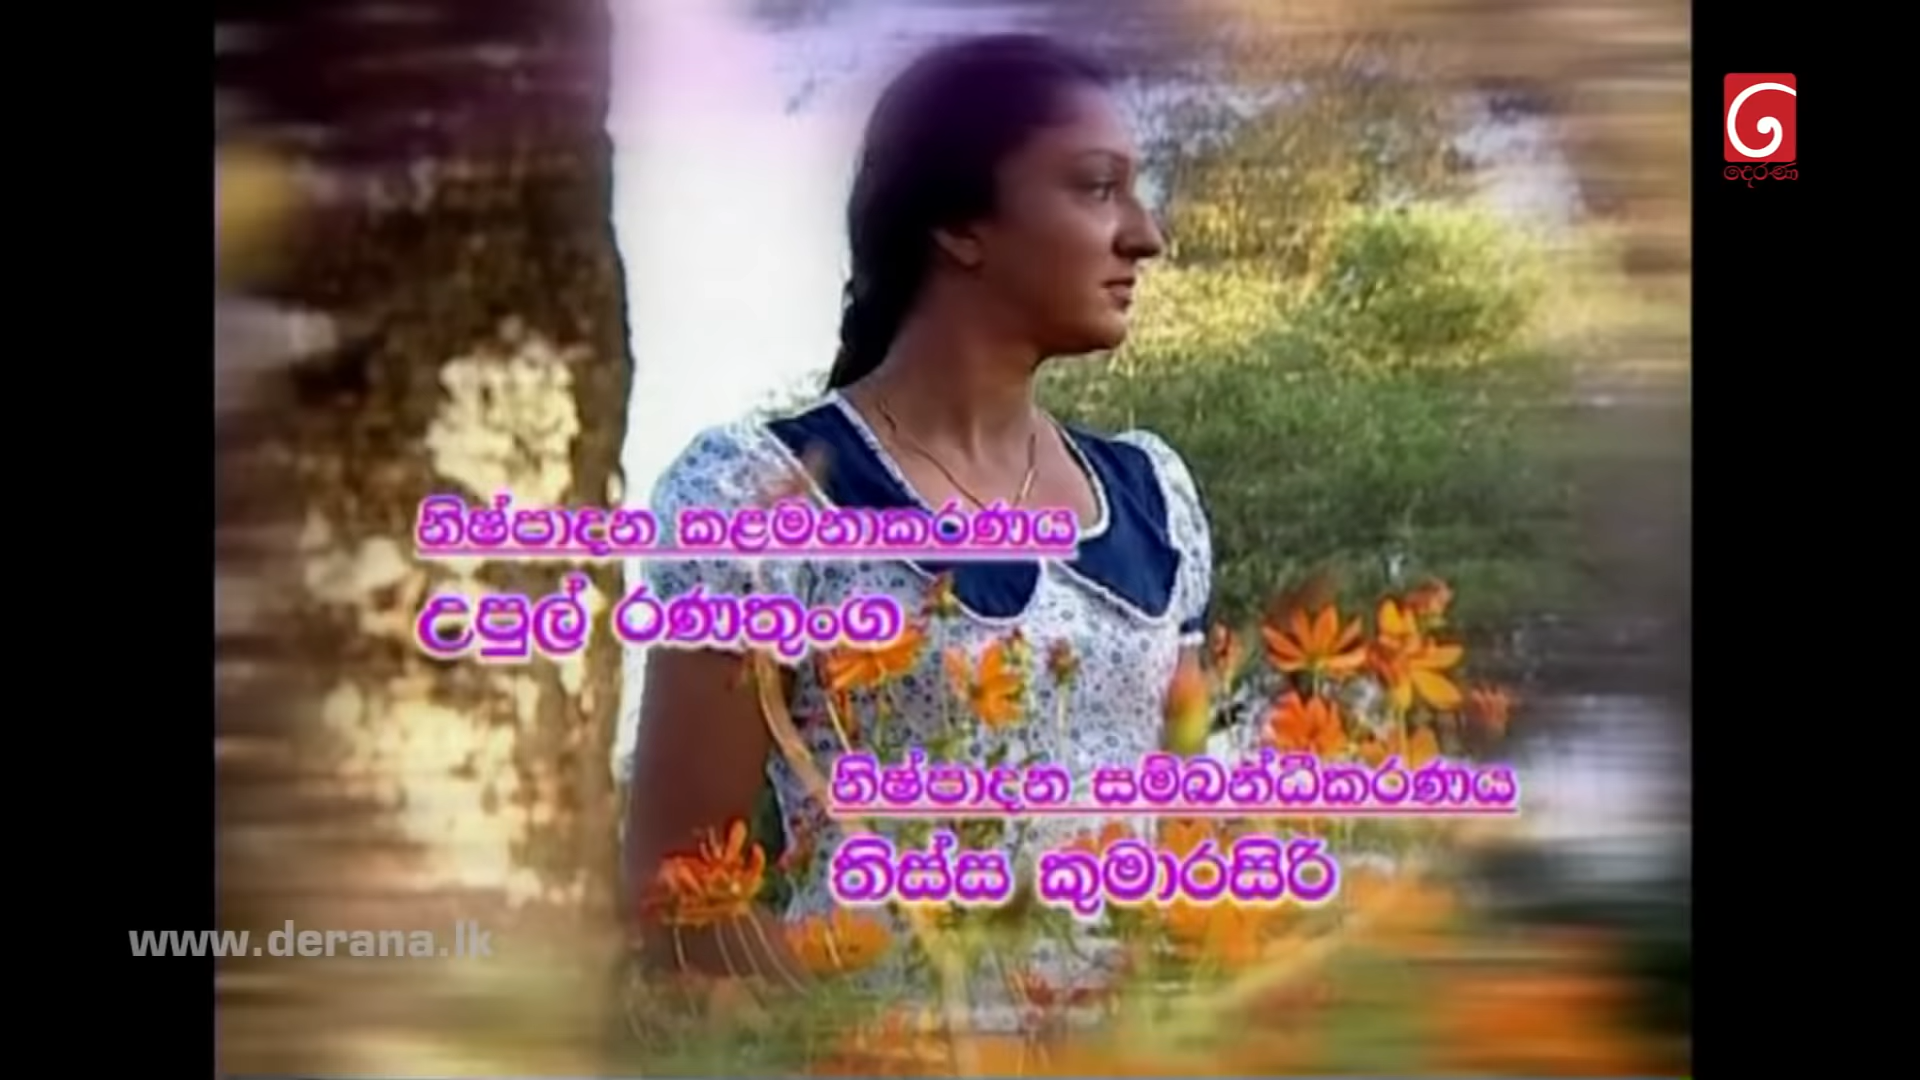 දෙරණ
නිෂ්පාදන කළමනාකරණය
උපුල් රණතුංග
නිෂ්පාදන සම්බන්ධීකරණය
තිස්ස කුමාරසිරි
www.derana.lk